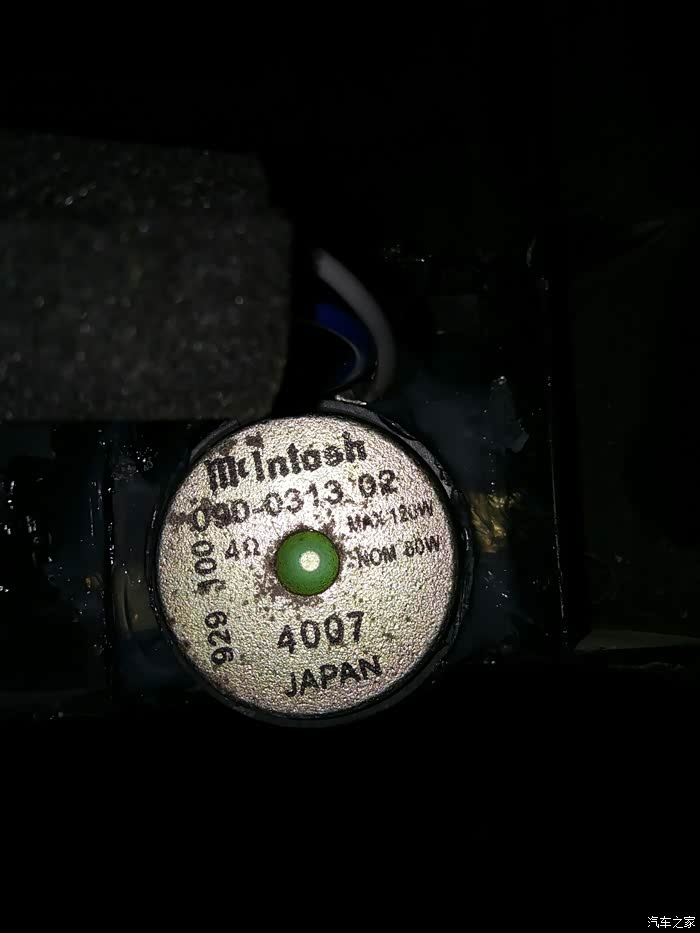 McIntosh
090-0313 02
MAX 120W
4Ω
NOM 80W
929 100
4007
JAPAN
汽车之家